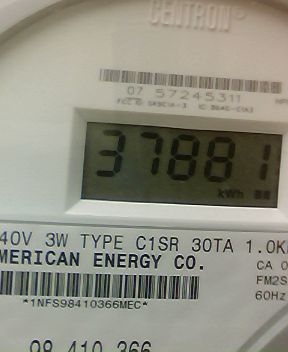 CENTRON®
07 57245311
37881
kWh
40V 3W TYPE C1SR 30TA 1.0K
MERICAN ENERGY CO.
CA 0
FM2S
60Hz
*1NFS98410366MEC*
98 410 366